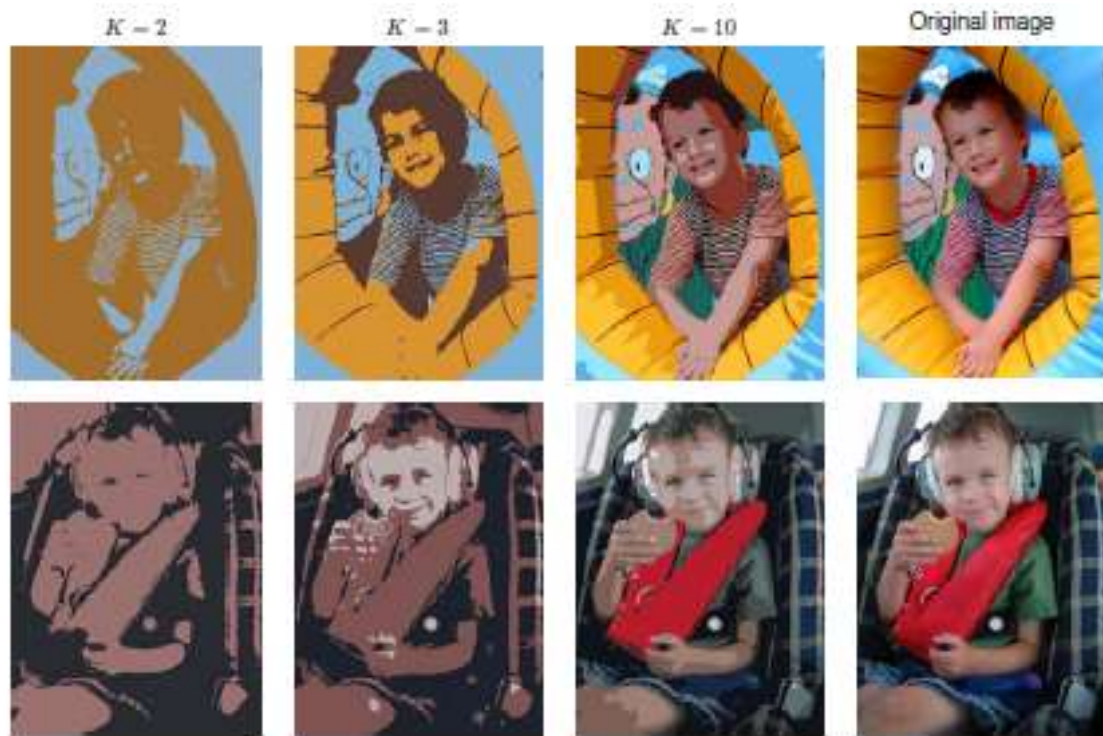 K = 2
K = 3
K = 10
Original image